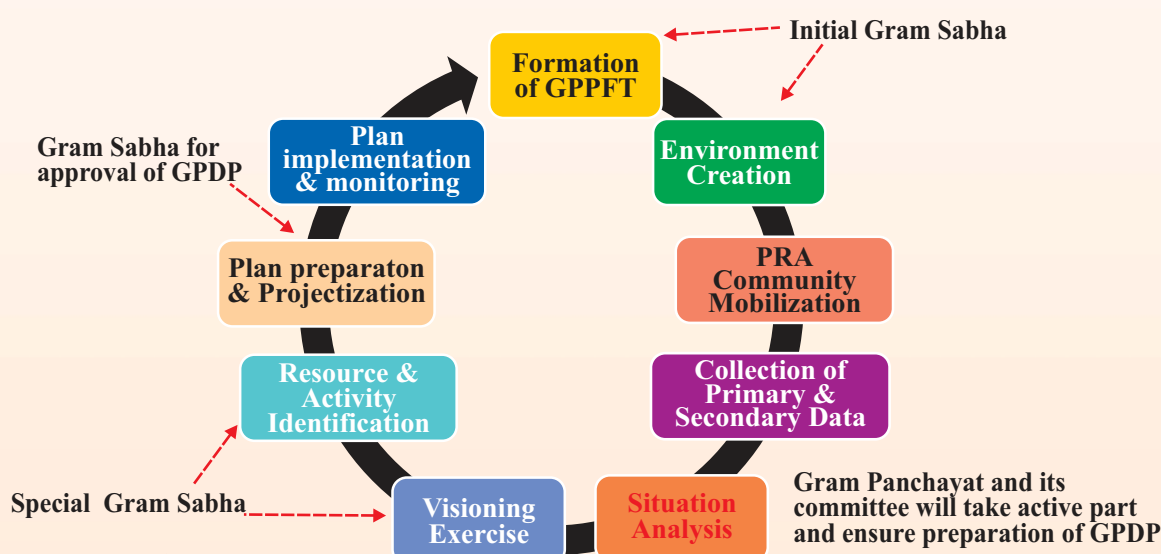 Initial Gram Sabha
Formation
of GPPFT
Environment
Creation
PRA
Community
Mobilization
Collection of
Primary &
Secondary Data
Gram Panchayat and its
committee will take active part
and ensure preparation of GPDP
Situation
Analysis
Visioning
Exercise
Special Gram Sabha
Resource &
Activity
Identification
Plan preparaton
& Projectization
Gram Sabha for
approval of GPDP
Plan
implementation
& monitoring